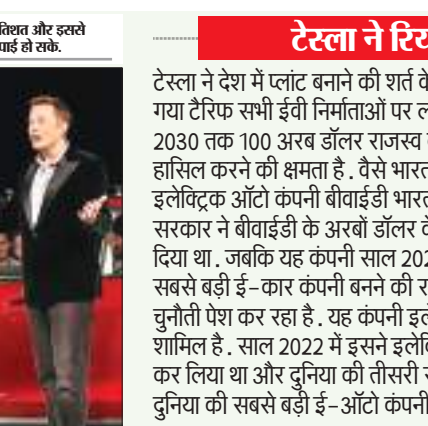 तिशत और इससे
पाई हो सके.
टेस्ला ने रिय
टेस्ला ने देश में प्लांट बनाने की शर्त वे
गया टैरिफ सभी ईवी निर्माताओं पर ल
2030 तक 100 अरब डॉलर राजस्व
हासिल करने की क्षमता है. वैसे भारत
इलेक्ट्रिक ऑटो कंपनी बीवाईडी भारत
सरकार ने बीवाईडी के अरबों डॉलर वे
दिया था. जबकि यह कंपनी साल 202
सबसे बड़ी ई-कार कंपनी बनने की र
चुनौती पेश कर रहा है. यह कंपनी इले
शामिल है. साल 2022 में इसने इलेवि
कर लिया था और दुनिया की तीसरी र
दुनिया की सबसे बड़ी ई-ऑटो कंपनी